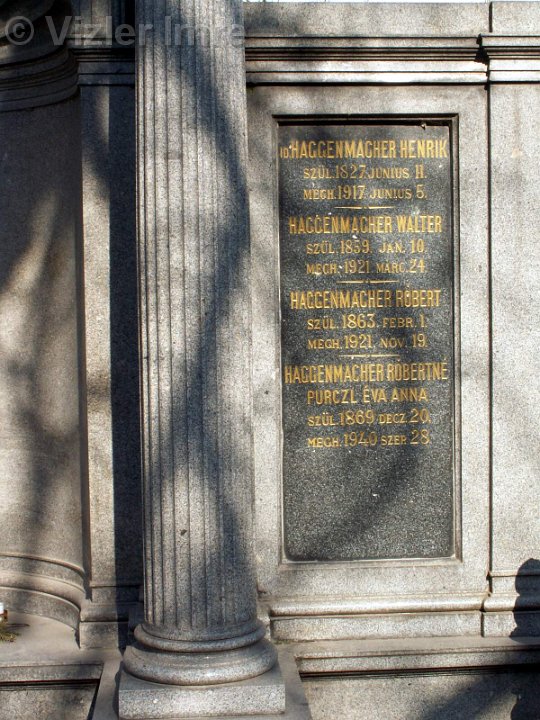 © Vizler Imre
ID. HAGGENMACHER HENRIK
SZÜL. 1827 JUNIUS 11.
MEGH. 1917. JUNIUS 5.
HAGGENMACHER WALTER
SZÜL. 1859. JAN. 10.
MEGH. 1921. MARC. 24.
HAGGENMACHER RÓBERT
SZÜL. 1863. FEBR. 1.
MEGH. 1921. NOV. 19.
HAGGENMACHER RÓBERTNÉ
PURCZL ÉVA ANNA
SZÜL. 1869 DECZ. 20.
MEGH. 1940 SZEP. 28.